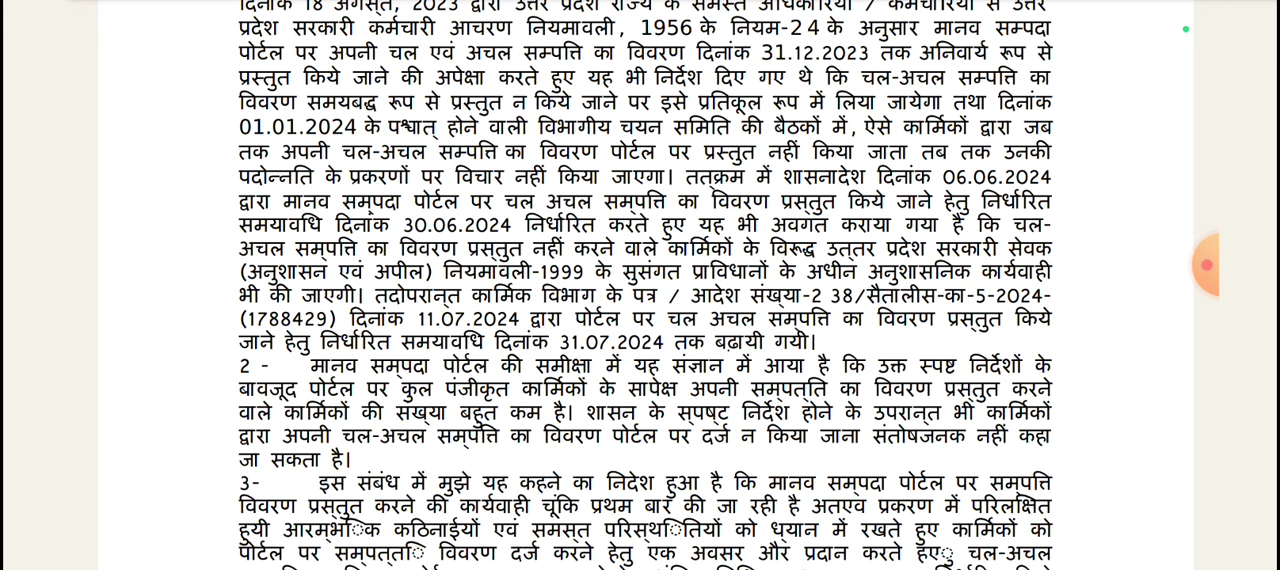 दिनांक 18 अगस्त, 2023 द्वारा उत्तर प्रदेश राज्य के समस्त अधिकारियों / कर्मचारियों से उत्तर
प्रदेश सरकारी कर्मचारी आचरण नियमावली, 1956 के नियम-24 के अनुसार मानव सम्पदा
पोर्टल पर अपनी चल एवं अचल सम्पत्ति का विवरण दिनांक 31.12.2023 तक अनिवार्य रूप से
प्रस्तुत किये जाने की अपेक्षा करते हुए यह भी निर्देश दिए गए थे कि चल-अचल सम्पत्ति का
विवरण समयबद्ध रूप से प्रस्तुत न किये जाने पर इसे प्रतिकूल रूप में लिया जायेगा तथा दिनांक
01.01.2024 के पश्चात् होने वाली विभागीय चयन समिति की बैठकों में, ऐसे कार्मिकों द्वारा जब
तक अपनी चल-अचल सम्पत्ति का विवरण पोर्टल पर प्रस्तुत नहीं किया जाता तब तक उनकी
पदोन्नति के प्रकरणों पर विचार नहीं किया जाएगा। तत्क्रम में शासनादेश दिनांक 06.06.2024
द्वारा मानव सम्पदा पोर्टल पर चल अचल सम्पत्ति का विवरण प्रस्तुत किये जाने हेतु निर्धारित
समयावधि दिनांक 30.06.2024 निर्धारित करते हुए यह भी अवगत कराया गया है कि चल-
अचल सम्पत्ति का विवरण प्रस्तुत नहीं करने वाले कार्मिकों के विरूद्ध उत्तर प्रदेश सरकारी सेवक
(अनुशासन एवं अपील) नियमावली-1999 के सुसंगत प्राविधानों के अधीन अनुशासनिक कार्यवाही
भी की जाएगी। तदोपरान्त कार्मिक विभाग के पत्र / आदेश संख्या-2 38/सैतालीस-का-5-2024-
(1788429) दिनांक 11.07.2024 द्वारा पोर्टल पर चल अचल सम्पत्ति का विवरण प्रस्तुत किये
जाने हेतु निर्धारित समयावधि दिनांक 31.07.2024 तक बढ़ायी गयी।
2 - मानव सम्पदा पोर्टल की समीक्षा में यह संज्ञान में आया है कि उक्त स्पष्ट निर्देशों के
बावजूद पोर्टल पर कुल पंजीकृत कार्मिकों के सापेक्ष अपनी सम्पत्ति का विवरण प्रस्तुत करने
वाले कार्मिकों की संख्या बहुत कम है। शासन के स्पष्ट निर्देश होने के उपरान्त भी कार्मिकों
द्वारा अपनी चल-अचल सम्पत्ति का विवरण पोर्टल पर दर्ज न किया जाना संतोषजनक नहीं कहा
जा सकता है।
3- इस संबंध में मुझे यह कहने का निदेश हुआ है कि मानव सम्पदा पोर्टल पर सम्पत्ति
विवरण प्रस्तुत करने की कार्यवाही चूंकि प्रथम बार की जा रही है अतएव प्रकरण में परिलक्षित
हुयी आरम्भिक कठिनाईयों एवं समस्त परिस्थितियों को ध्यान में रखते हुए कार्मिकों को
पोर्टल पर सम्पत्ति विवरण दर्ज करने हेतु एक अवसर और प्रदान करते हुए चल-अचल